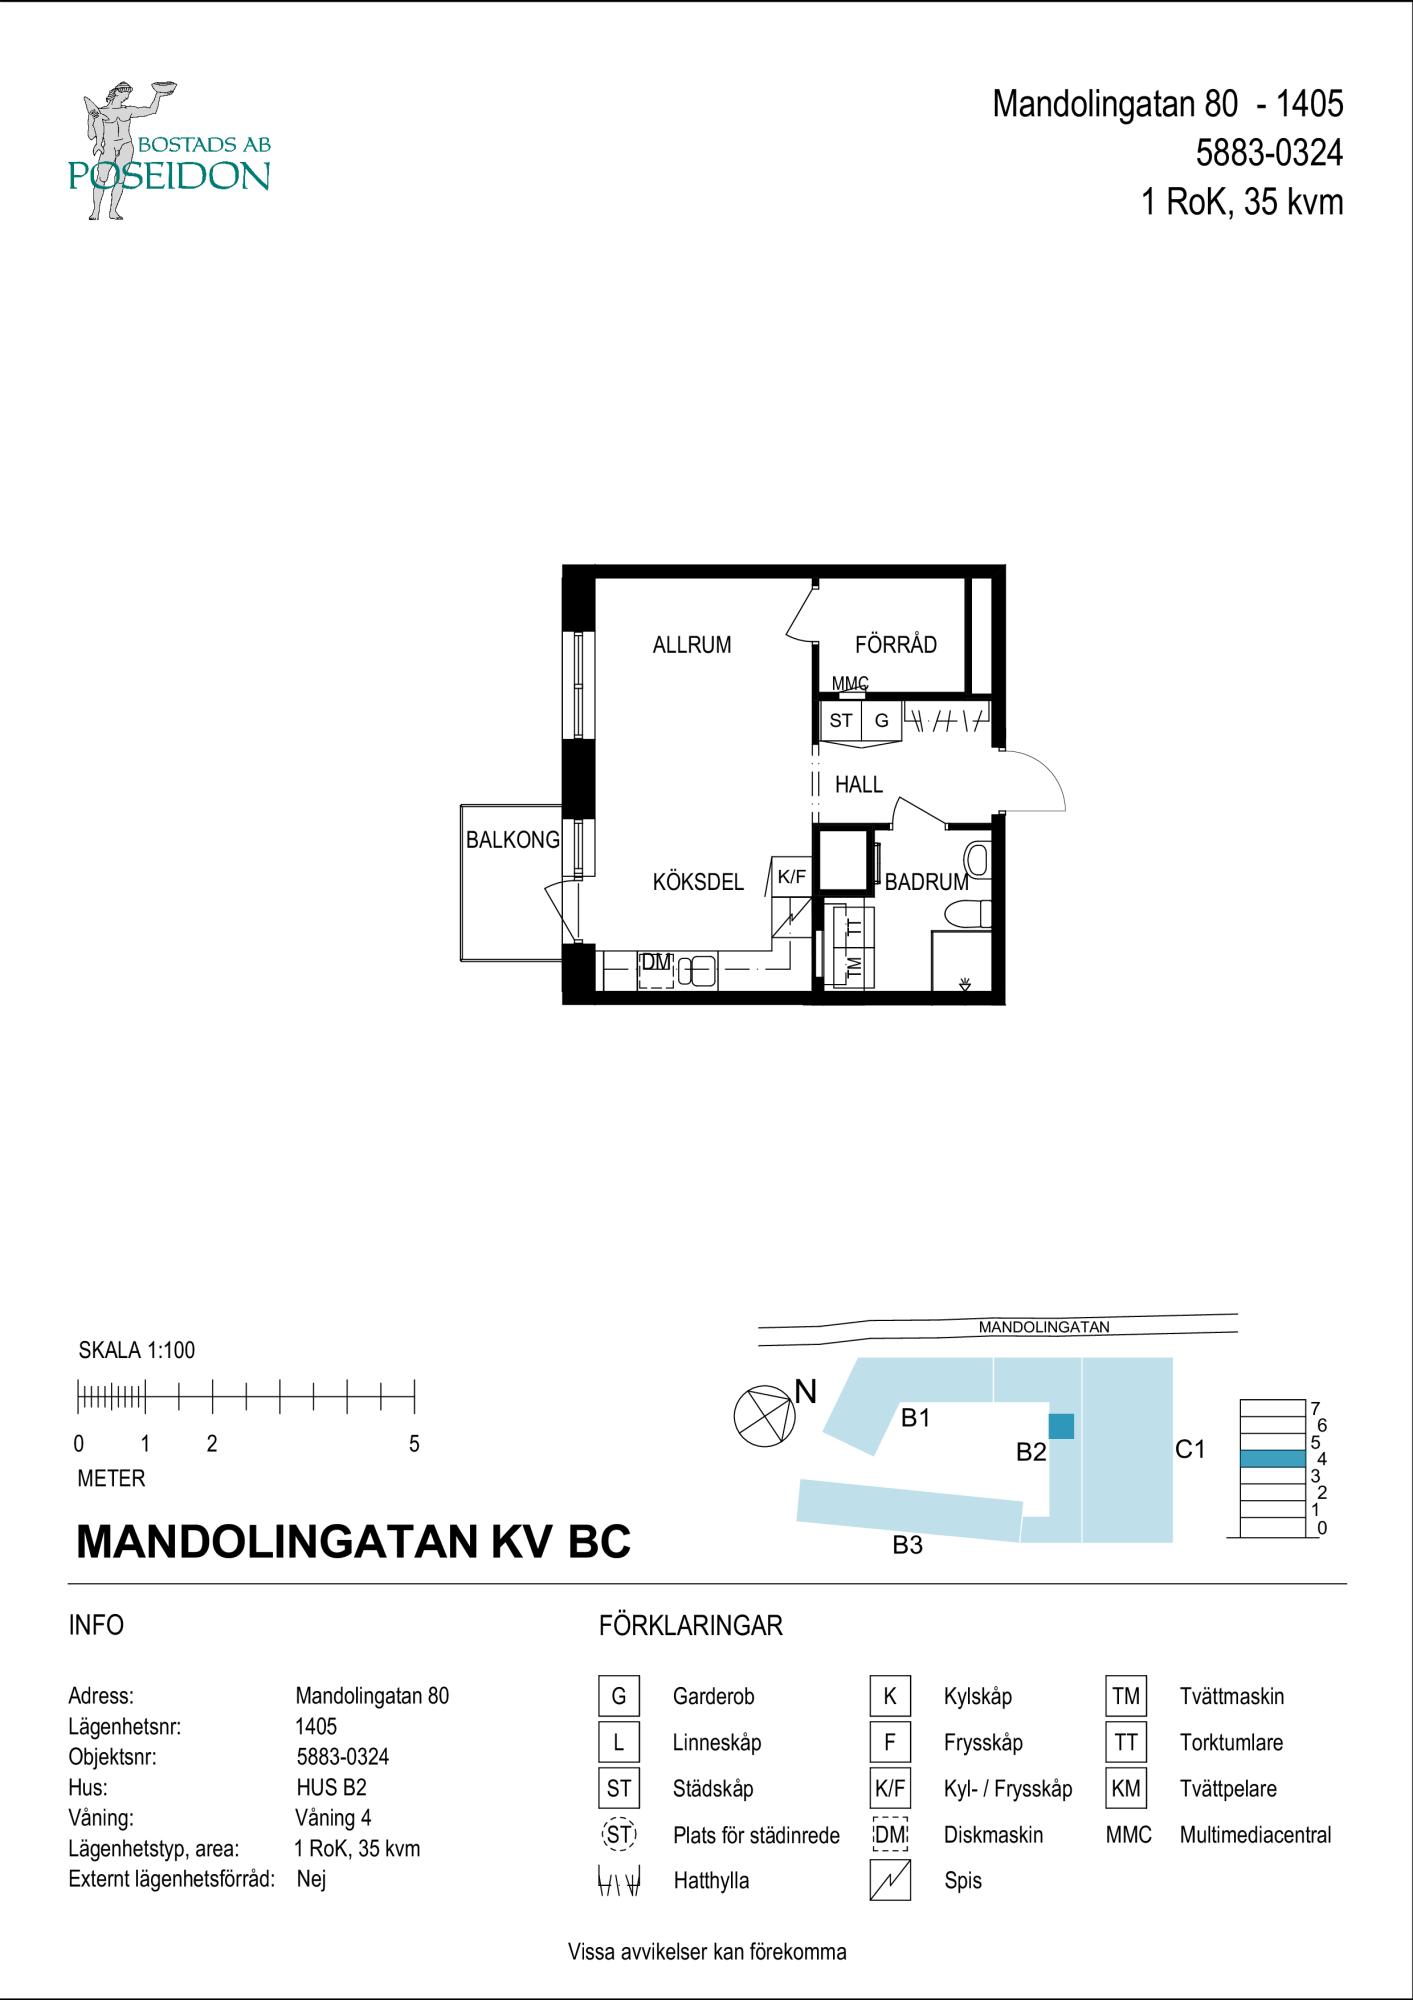 BOSTADS AB
POSEIDON
Mandolingatan 80 - 1405
5883-0324
1 RoK, 35 kvm
ALLRUM
FÖRRÅD
MMC
ST
G
HALL
BALKONG
KÖKSDEL
K/F
BADRUM
TT
DM
TM
SKALA 1:100
0 1 2 5
METER
MANDOLINGATAN
N
B1
B2
C1
B3
7
6
5
4
3
2
1
0
MANDOLINGATAN KV BC
INFO
Adress: Mandolingatan 80
Lägenhetsnr: 1405
Objektsnr: 5883-0324
Hus: HUS B2
Våning: Våning 4
Lägenhetstyp, area: 1 RoK, 35 kvm
Externt lägenhetsförråd: Nej
FÖRKLARINGAR
G Garderob
L Linneskåp
ST Städskåp
ST Plats för städinrede
Hatthylla
K Kylskåp
F Frysskåp
K/F Kyl- / Frysskåp
DM Diskmaskin
Spis
TM Tvättmaskin
TT Torktumlare
KM Tvättpelare
MMC Multimediacentral
Vissa avvikelser kan förekomma